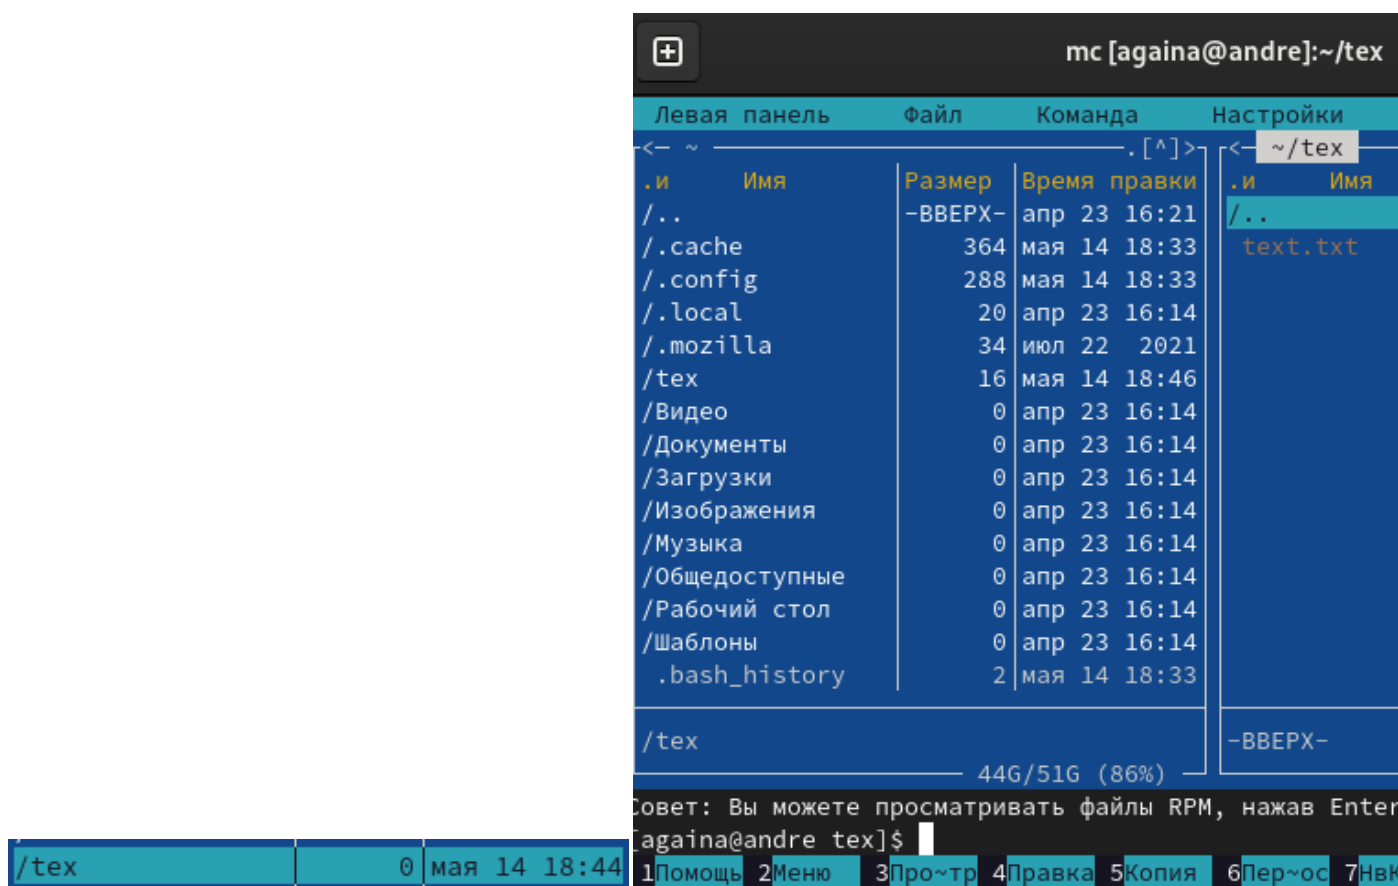 mc [againa@andre]:~/tex
Левая панель Файл Команда Настройки
<— ~ .[^]> <— ~/tex
.и Имя Размер Время правки .и Имя
/.. -ВВЕРХ- апр 23 16:21 /..
/.cache 364 мая 14 18:33 text.txt
/.config 288 мая 14 18:33
/.local 20 апр 23 16:14
/.mozilla 34 июл 22 2021
/tex 16 мая 14 18:46
/Видео 0 апр 23 16:14
/Документы 0 апр 23 16:14
/Загрузки 0 апр 23 16:14
/Изображения 0 апр 23 16:14
/Музыка 0 апр 23 16:14
/Общедоступные 0 апр 23 16:14
/Рабочий стол 0 апр 23 16:14
/Шаблоны 0 апр 23 16:14
.bash_history 2 мая 14 18:33
/tex -ВВЕРХ-
44G/51G (86%)
Совет: Вы можете просматривать файлы RPM, нажав Enter
[againa@andre tex]$
1Помощь 2Меню 3Про~тр 4Правка 5Копия 6Пер~ос 7НвК
/tex 0 мая 14 18:44